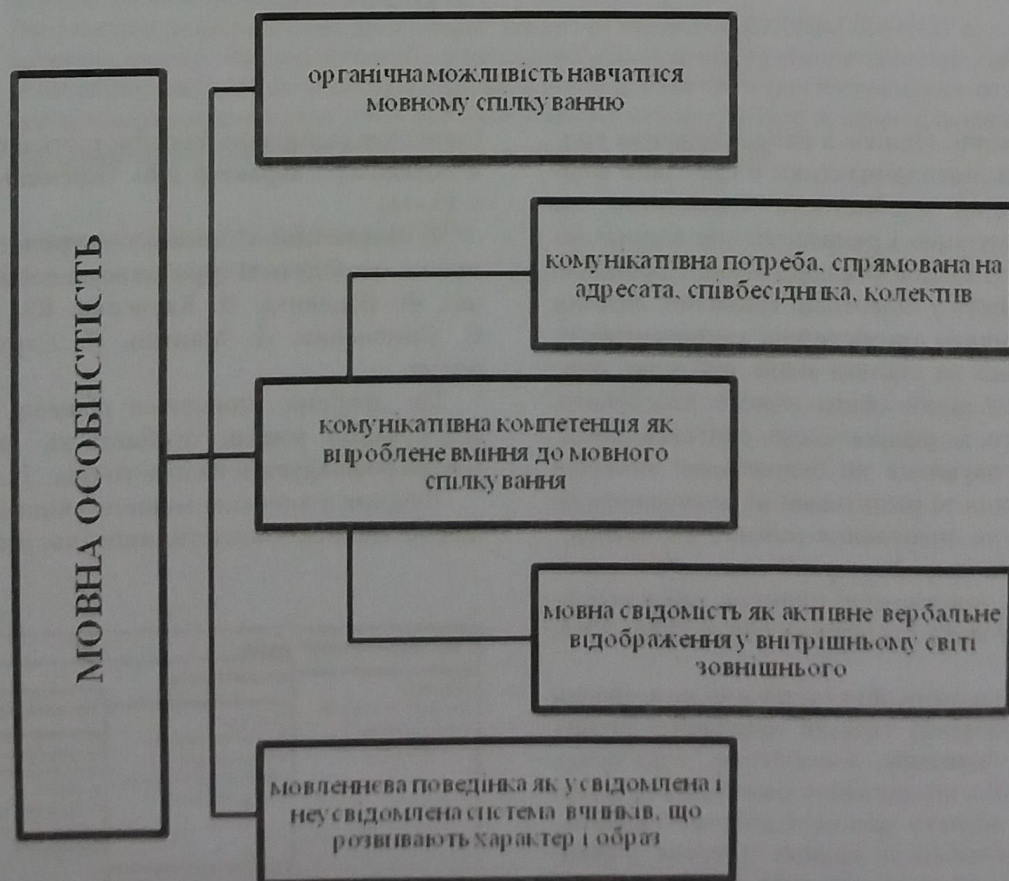 МОВНА ОСОБИСТІСТЬ
органічна можливість навчатися
мовному спілкуванню
комунікативна потреба, спрямована на
адресата, співбесідника, колектив
комунікативна компетенція як
вироблене вміння до мовного
спілкування
мовна свідомість як активне вербальне
відображення у внітрішньому світі
зовнішнього
мовленнєва поведінка як усвідомлена і
неусвідомлена система вчинків, що
розвивають характер і образ